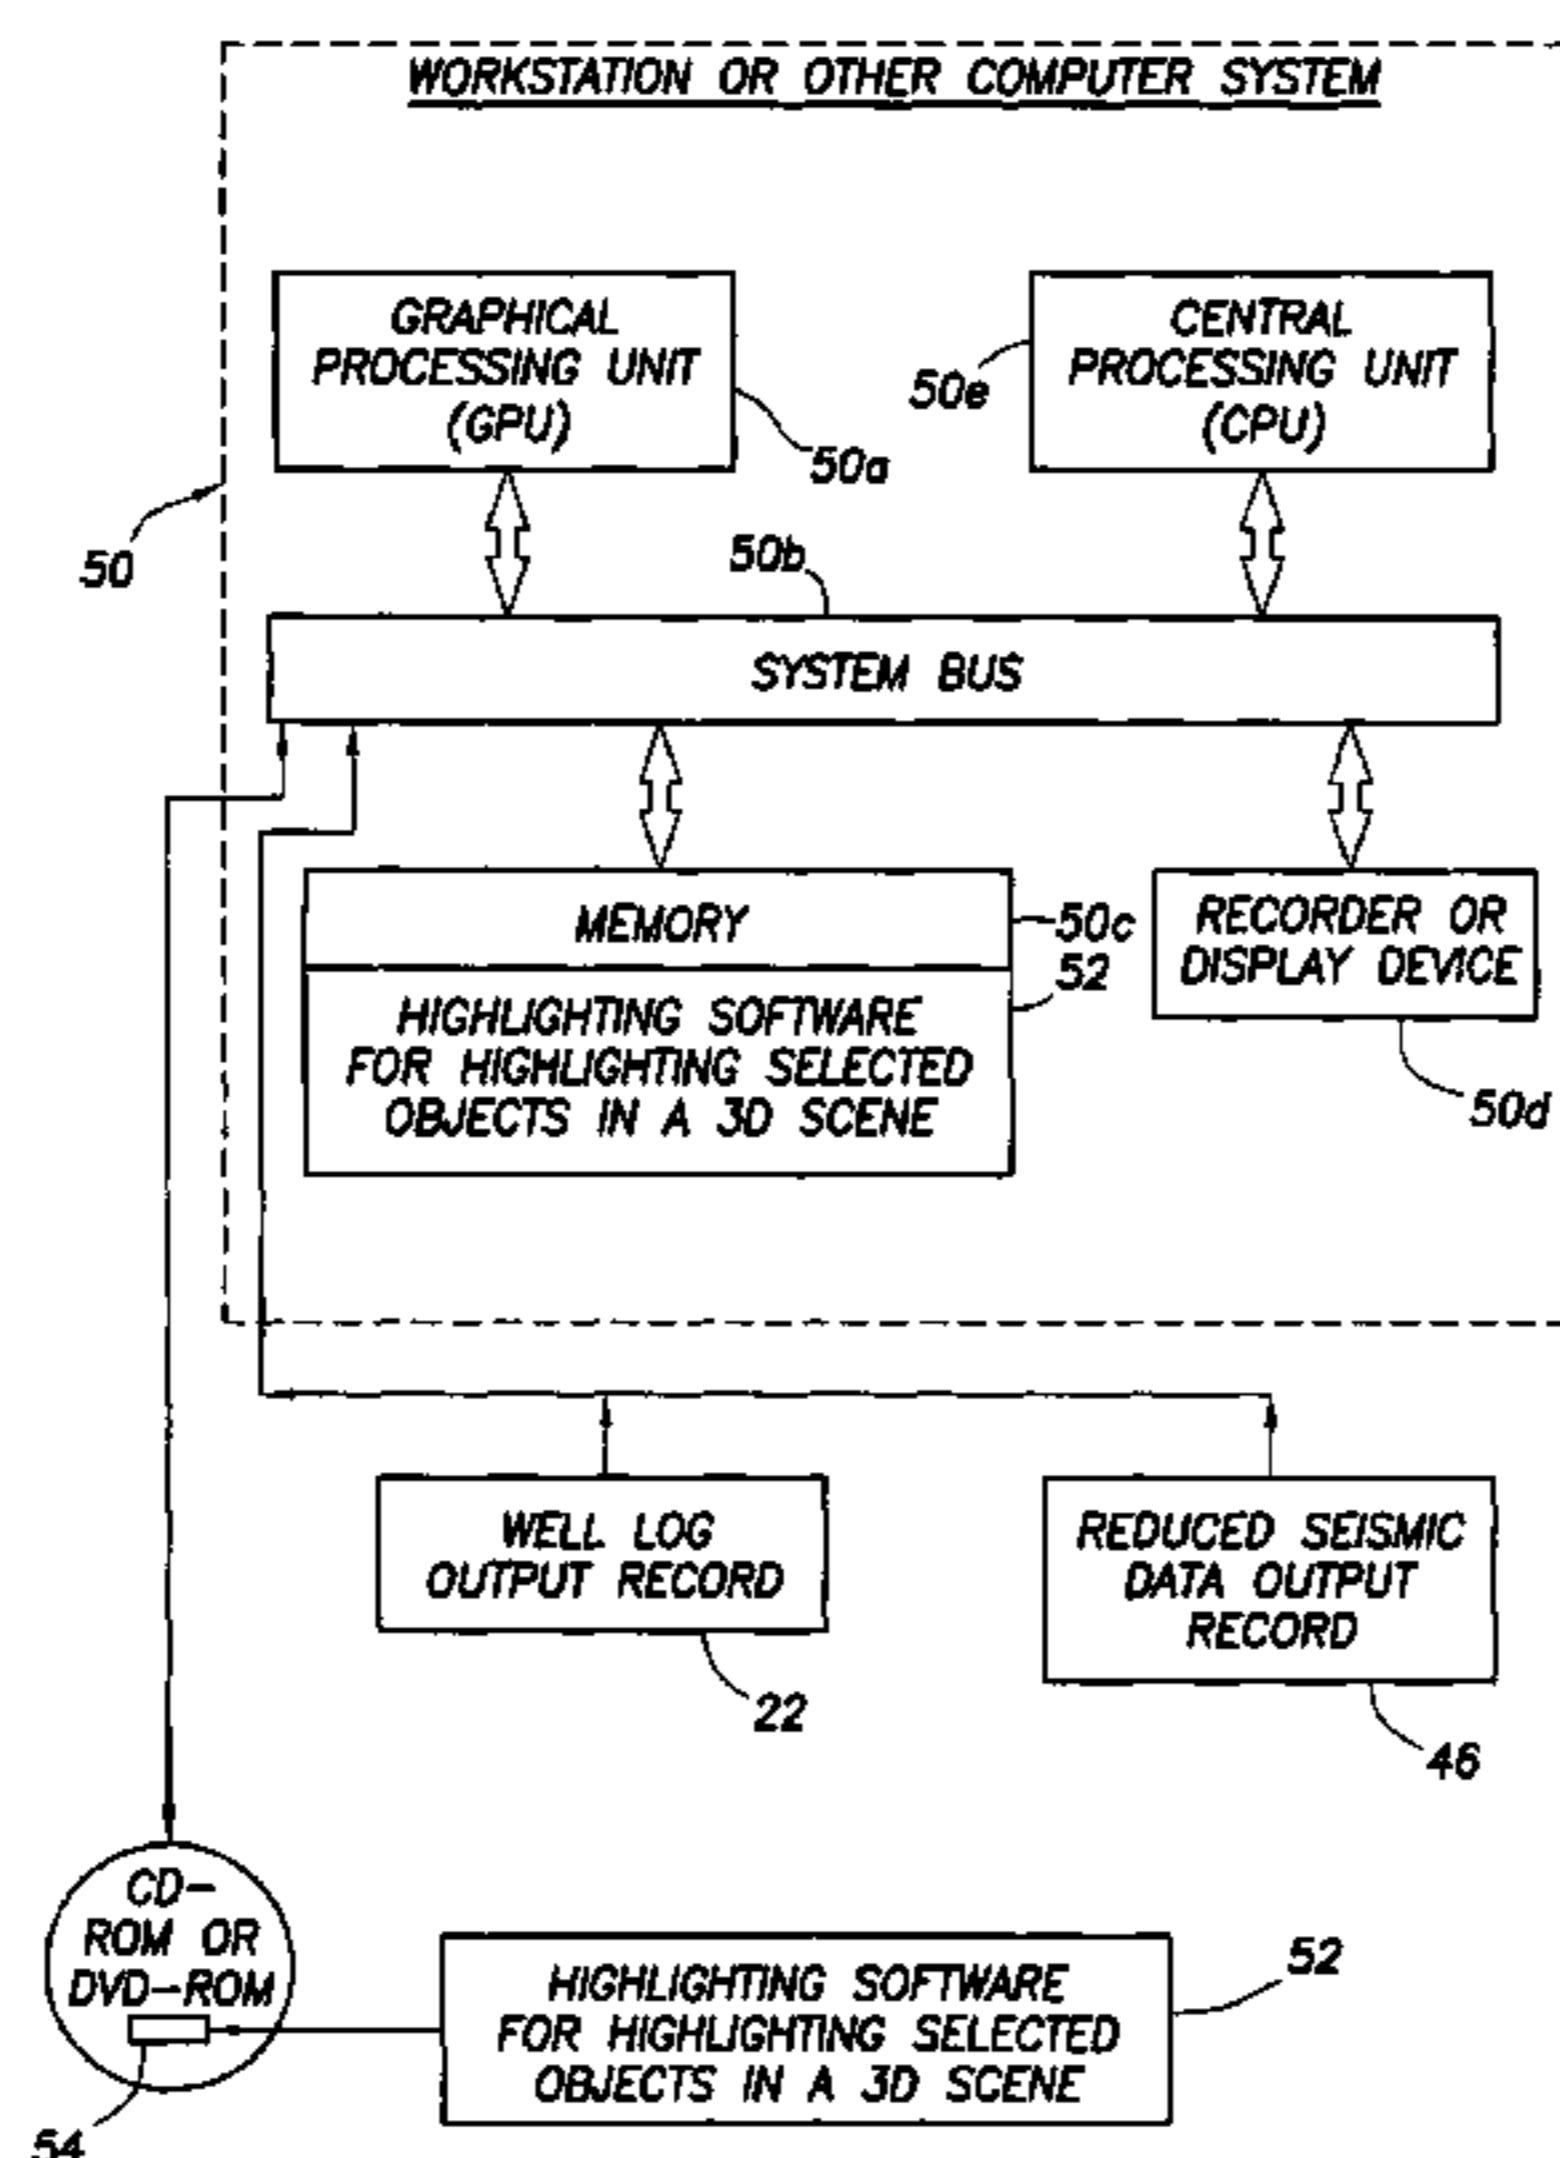 WORKSTATION OR OTHER COMPUTER SYSTEM
GRAPHICAL
PROCESSING UNIT
(GPU)
50a
CENTRAL
PROCESSING UNIT
(CPU)
50e
50
50b
SYSTEM BUS
MEMORY
50c
HIGHLIGHTING SOFTWARE
FOR HIGHLIGHTING SELECTED
OBJECTS IN A 3D SCENE
52
RECORDER OR
DISPLAY DEVICE
50d
WELL LOG
OUTPUT RECORD
22
REDUCED SEISMIC
DATA OUTPUT
RECORD
46
CD-
ROM OR
DVD-ROM
54
HIGHLIGHTING SOFTWARE
FOR HIGHLIGHTING SELECTED
OBJECTS IN A 3D SCENE
52